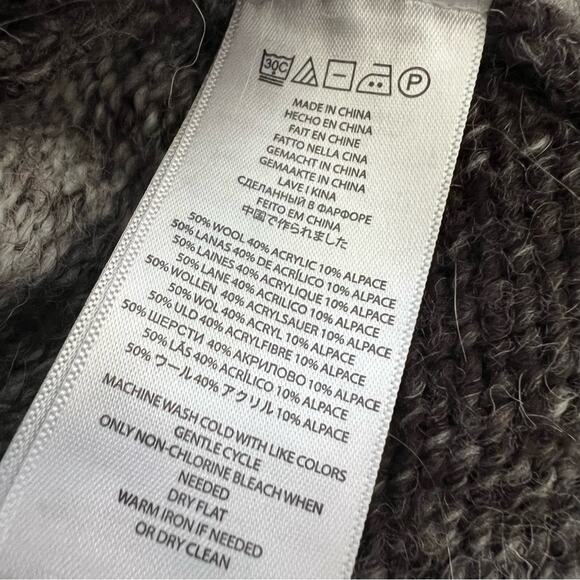 30C P
MADE IN CHINA
HECHO EN CHINA
FAIT EN CHINE
FATTO NELLA CINA
GEMACHT IN CHINA
GEMAAKTE IN CHINA
LAVE I KINA
СДЕЛАННЫЙ В ФАРФОРЕ
FEITO EM CHINA
中国で作られました
50% WOOL 40% ACRYLIC 10% ALPACE
50% LANAS 40% DE ACRÍLICO 10% ALPACE
50% LAINES 40% ACRYLIQUE 10% ALPACE
50% LANE 40% ACRILICO 10% ALPACE
50% WOLLEN 40% ACRYLSAUER 10% ALPACE
50% WOL 40% ACRYL 10% ALPACE
50% ULD 40% ACRYLFIBRE 10% ALPACE
50% ШЕРСТИ 40% АКРИЛОВО 10% ALPACE
50% LÃS 40% ACRÍLICO 10% ALPACE
50% ウール 40% アクリル 10% ALPACE
MACHINE WASH COLD WITH LIKE COLORS
GENTLE CYCLE
ONLY NON-CHLORINE BLEACH WHEN
NEEDED
DRY FLAT
WARM IRON IF NEEDED
OR DRY CLEAN